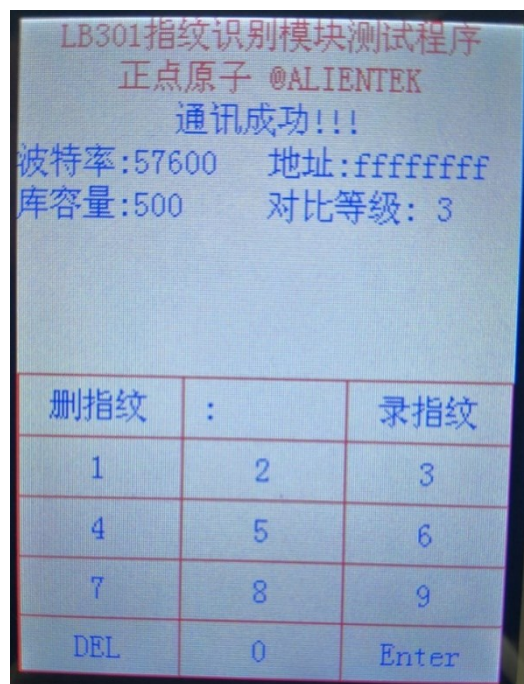 LB301指纹识别模块测试程序
正点原子 @ALIENTEK
通讯成功!!!
波特率:57600 地址:ffffffff
库容量:500 对比等级: 3
删指纹 : 录指纹
1 2 3
4 5 6
7 8 9
DEL 0 Enter